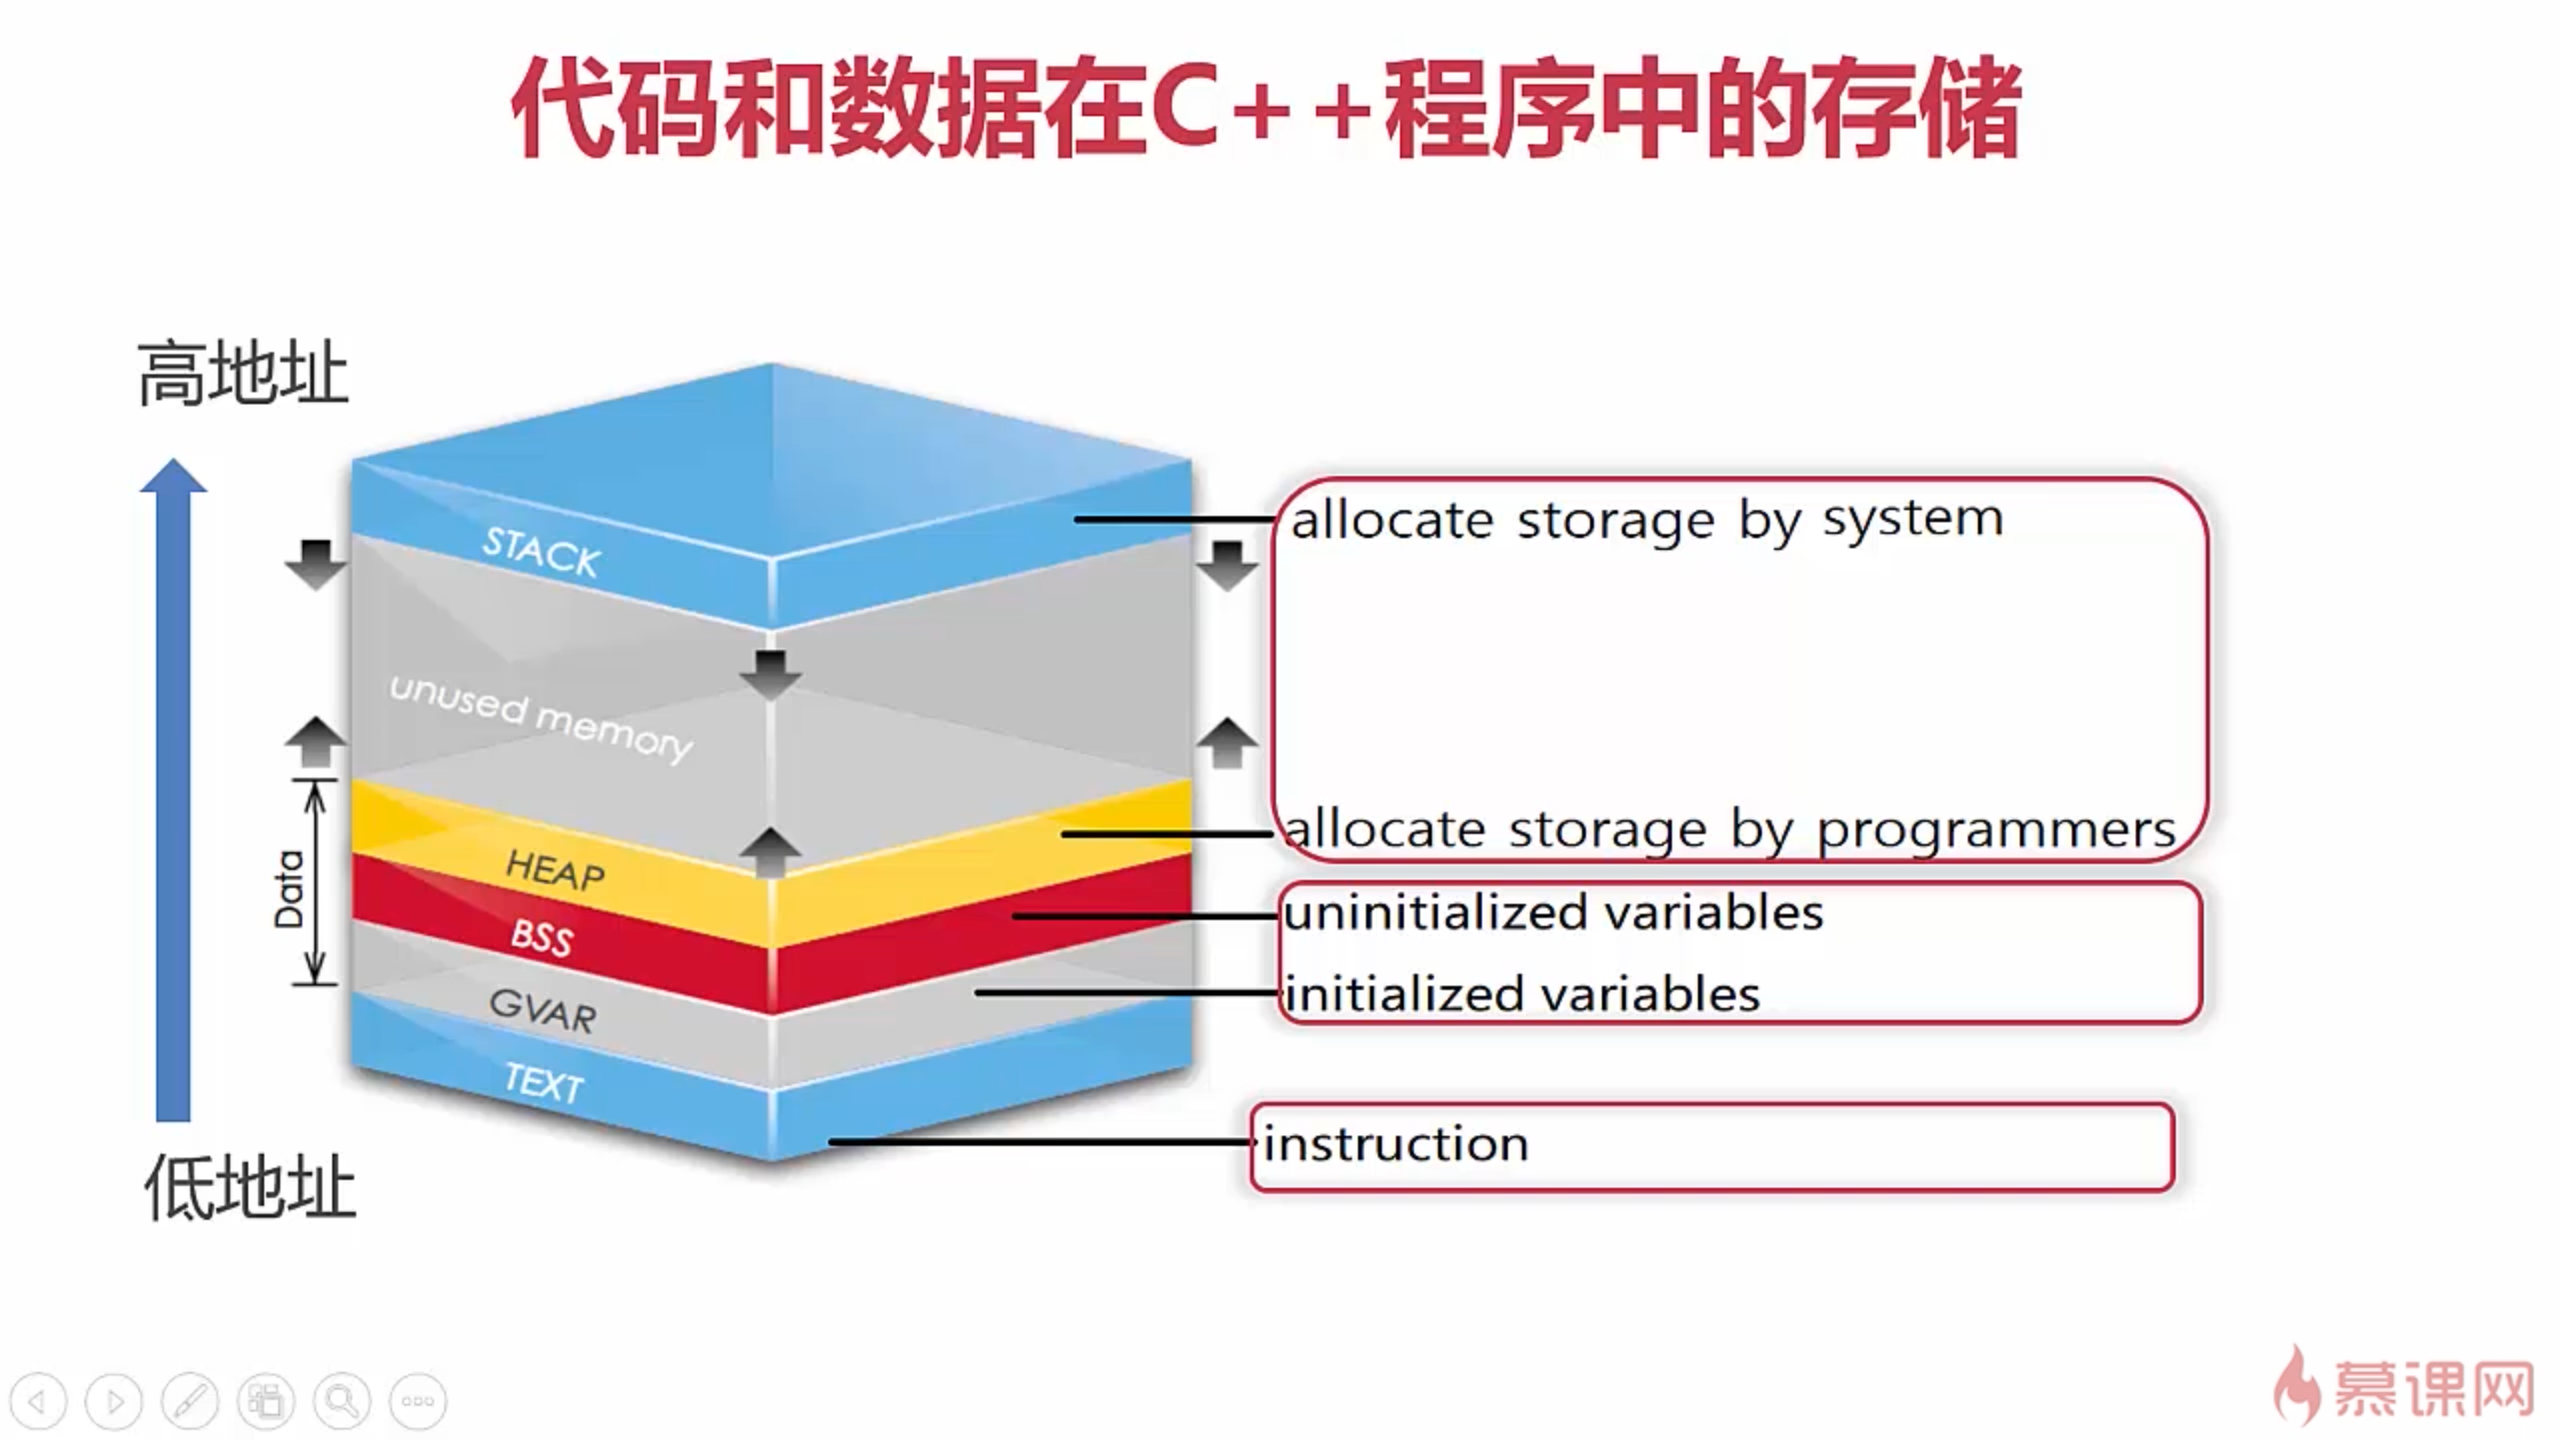 代码和数据在C++程序中的存储
高地址
STACK
allocate storage by system
unused memory
HEAP
allocate storage by programmers
Data
BSS
uninitialized variables
GVAR
initialized variables
TEXT
instruction
低地址
慕课网